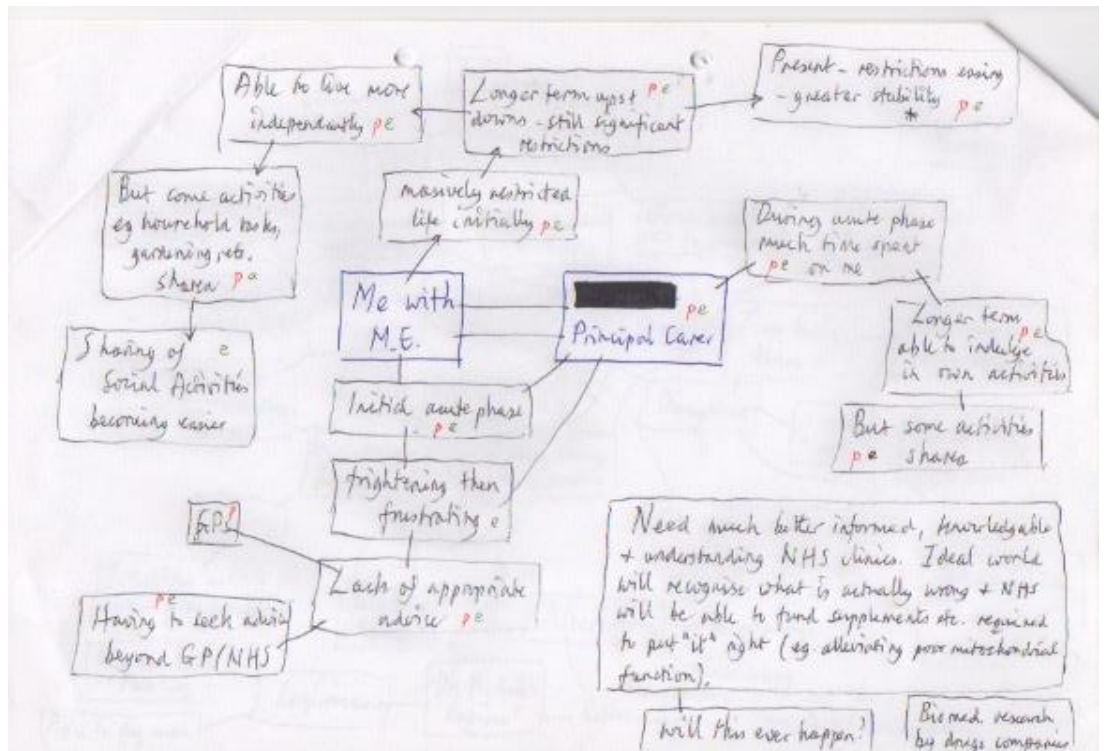 Able to live more
independantly pe
Longer term ups + pe
downs - still significant
restrictions
Present - restrictions easing
- greater stability pe
*
But some activities
eg household tasks,
gardening etc.
shared pe
massively restricted
life initially pe
During acute phase
much time spent
pe on me
Me with
M.E.
pe
Principal Carer
Longer term pe
able to indulge
in own activities
Sharing of e
Social Activities
becoming easier
Initial acute phase
pe
But some activities
pe shared
frightening then
frustrating e
GPs p
Lack of appropriate
advice pe
pe
Having to seek advice
beyond GP/NHS
Need much better informed, knowledgable
+ understanding NHS clinics. Ideal world
will recognise what is actually wrong + NHS
will be able to fund supplements etc. required
to put "it" right (eg alleviating poor mitochondrial
function).
Will this ever happen?
Biomed research
by drugs companies